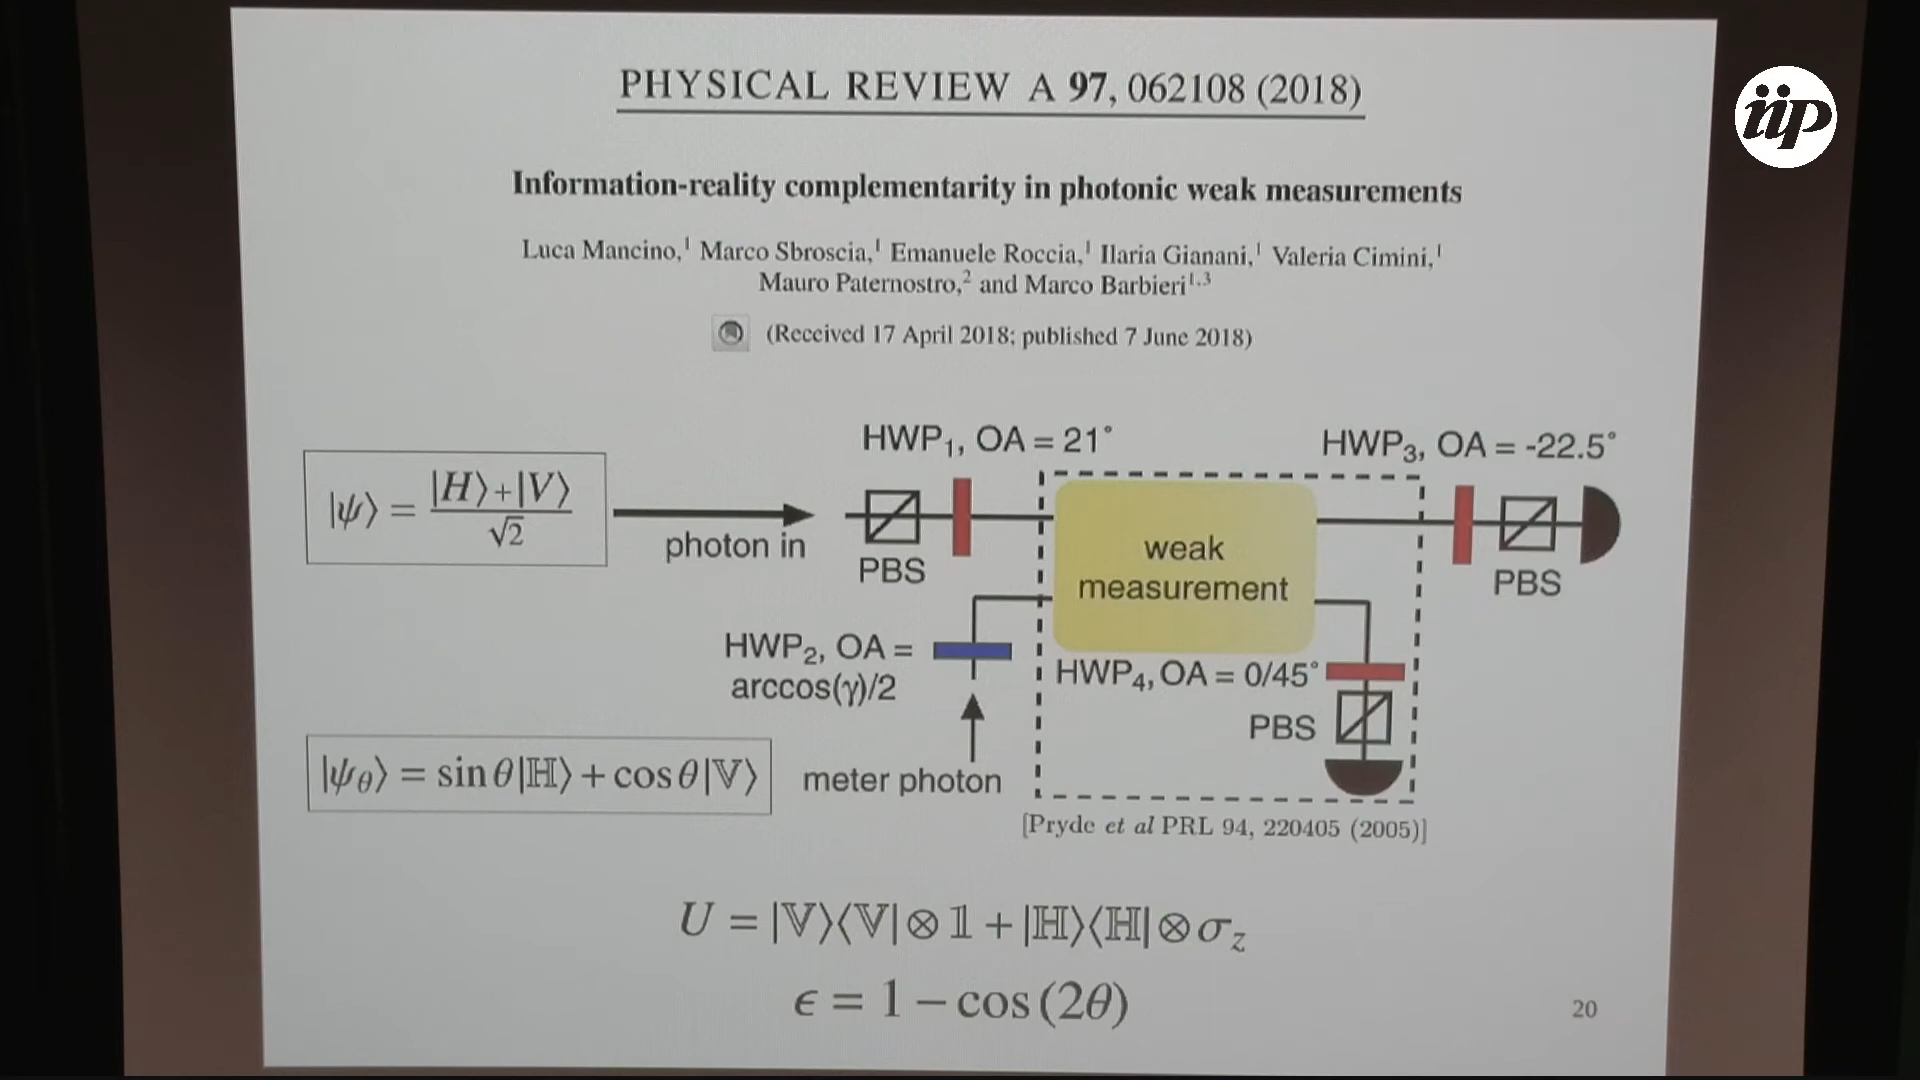 iip
PHYSICAL REVIEW A 97, 062108 (2018)
Information-reality complementarity in photonic weak measurements
Luca Mancino,¹ Marco Sbroscia,¹ Emanuele Roccia,¹ Ilaria Gianani,¹ Valeria Cimini,¹
Mauro Paternostro,² and Marco Barbieri¹,³
(Received 17 April 2018; published 7 June 2018)
HWP₁, OA = 21°
HWP₃, OA = -22.5°
|ψ⟩ = |H⟩+|V⟩ / √2
photon in
PBS
weak
measurement
PBS
HWP₂, OA =
arccos(γ)/2
HWP₄, OA = 0/45°
PBS
|ψ_θ⟩ = sin θ|ℍ⟩ + cos θ|𝕍⟩
meter photon
[Pryde et al PRL 94, 220405 (2005)]
U = |𝕍⟩⟨𝕍| ⊗ 𝟙 + |ℍ⟩⟨ℍ| ⊗ σ_z
ϵ = 1 − cos (2θ)
20